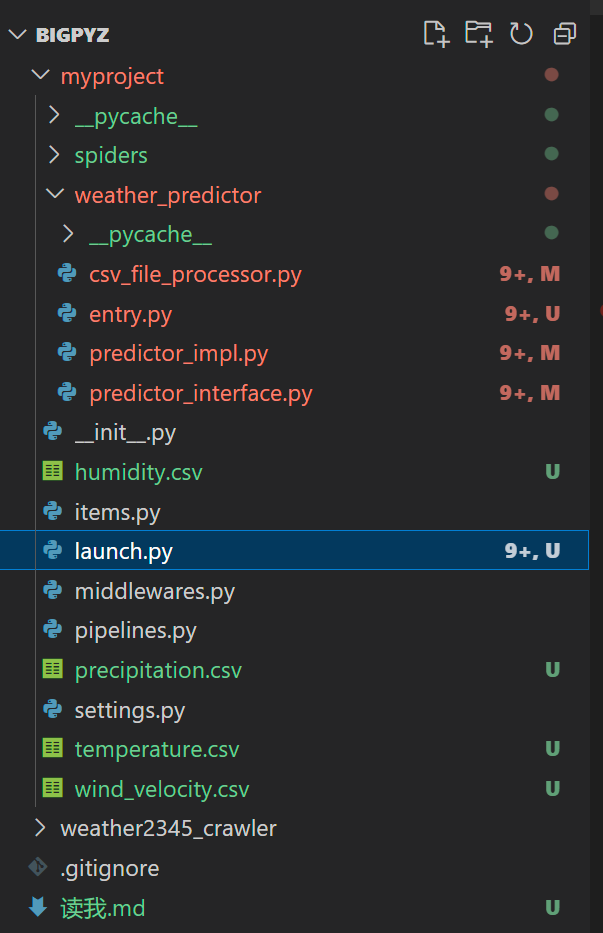 BIGPYZ
myproject
__pycache__
spiders
weather_predictor
__pycache__
csv_file_processor.py 9+, M
entry.py 9+, U
predictor_impl.py 9+, M
predictor_interface.py 9+, M
__init__.py
humidity.csv U
items.py
launch.py 9+, U
middlewares.py
pipelines.py
precipitation.csv U
settings.py
temperature.csv U
wind_velocity.csv U
weather2345_crawler
.gitignore
读我.md U